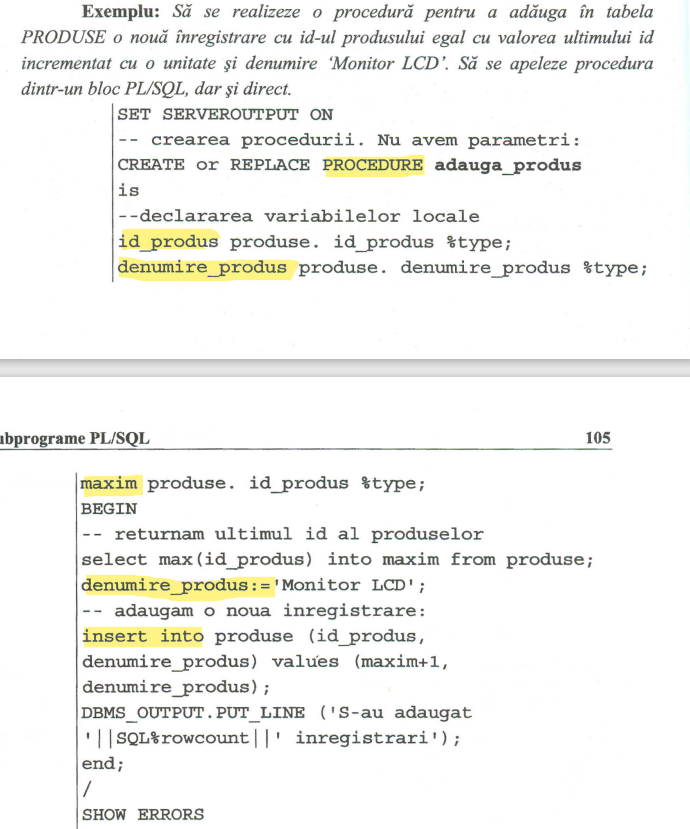 Exemplu: Să se realizeze o procedură pentru a adăuga în tabela
PRODUSE o nouă înregistrare cu id-ul produsului egal cu valorea ultimului id
incrementat cu o unitate şi denumire ‘Monitor LCD’. Să se apeleze procedura
dintr-un bloc PL/SQL, dar şi direct.
SET SERVEROUTPUT ON
-- crearea procedurii. Nu avem parametri:
CREATE or REPLACE PROCEDURE adauga_produs
is
--declararea variabilelor locale
id_produs produse. id_produs %type;
denumire_produs produse. denumire_produs %type;
ubprograme PL/SQL 105
maxim produse. id_produs %type;
BEGIN
-- returnam ultimul id al produselor
select max(id_produs) into maxim from produse;
denumire_produs:='Monitor LCD';
-- adaugam o noua inregistrare:
insert into produse (id_produs,
denumire_produs) values (maxim+1,
denumire_produs);
DBMS_OUTPUT.PUT_LINE ('S-au adaugat
'||SQL%rowcount||' inregistrari');
end;
/
SHOW ERRORS